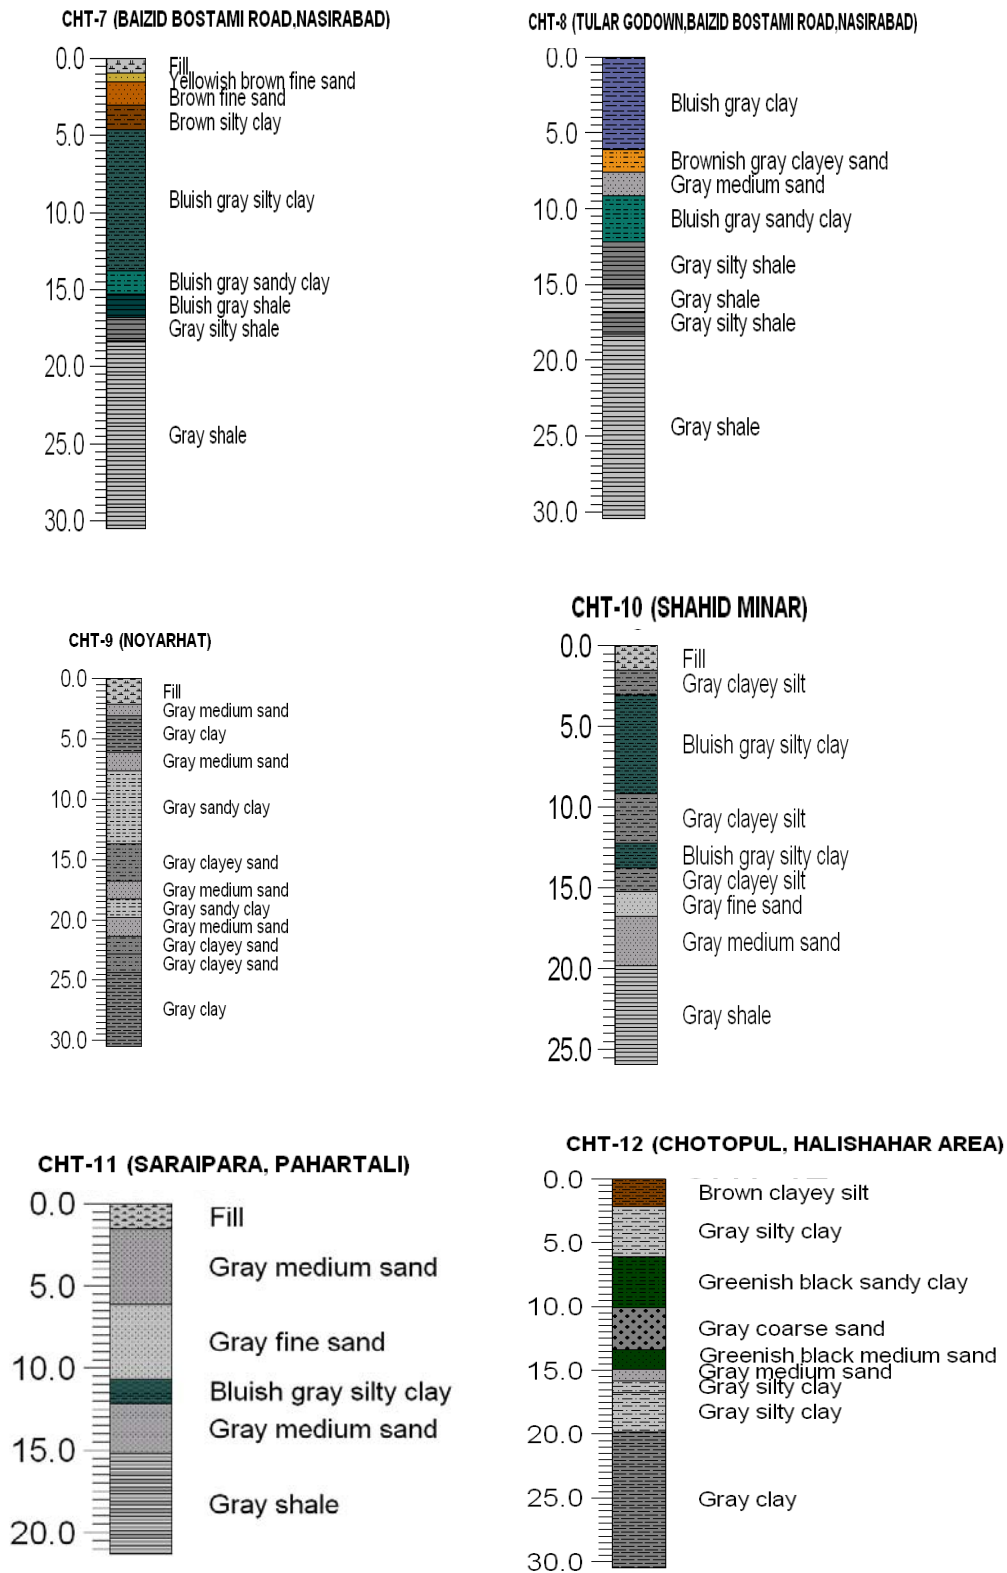 CHT-7 (BAIZID BOSTAMI ROAD,NASIRABAD)
0.0
5.0
10.0
15.0
20.0
25.0
30.0
Fill
Yellowish brown fine sand
Brown fine sand
Brown silty clay
Bluish gray silty clay
Bluish gray sandy clay
Bluish gray shale
Gray silty shale
Gray shale
CHT-8 (TULAR GODOWN,BAIZID BOSTAMI ROAD,NASIRABAD)
0.0
5.0
10.0
15.0
20.0
25.0
30.0
Bluish gray clay
Brownish gray clayey sand
Gray medium sand
Bluish gray sandy clay
Gray silty shale
Gray shale
Gray silty shale
Gray shale
CHT-9 (NOYARHAT)
0.0
5.0
10.0
15.0
20.0
25.0
30.0
Fill
Gray medium sand
Gray clay
Gray medium sand
Gray sandy clay
Gray clayey sand
Gray medium sand
Gray sandy clay
Gray medium sand
Gray clayey sand
Gray clayey sand
Gray clay
CHT-10 (SHAHID MINAR)
0.0
5.0
10.0
15.0
20.0
25.0
Fill
Gray clayey silt
Bluish gray silty clay
Gray clayey silt
Bluish gray silty clay
Gray clayey silt
Gray fine sand
Gray medium sand
Gray shale
CHT-11 (SARAIPARA, PAHARTALI)
0.0
5.0
10.0
15.0
20.0
Fill
Gray medium sand
Gray fine sand
Bluish gray silty clay
Gray medium sand
Gray shale
CHT-12 (CHOTOPUL, HALISHAHAR AREA)
0.0
5.0
10.0
15.0
20.0
25.0
30.0
Brown clayey silt
Gray silty clay
Greenish black sandy clay
Gray coarse sand
Greenish black medium sand
Gray medium sand
Gray silty clay
Gray silty clay
Gray clay